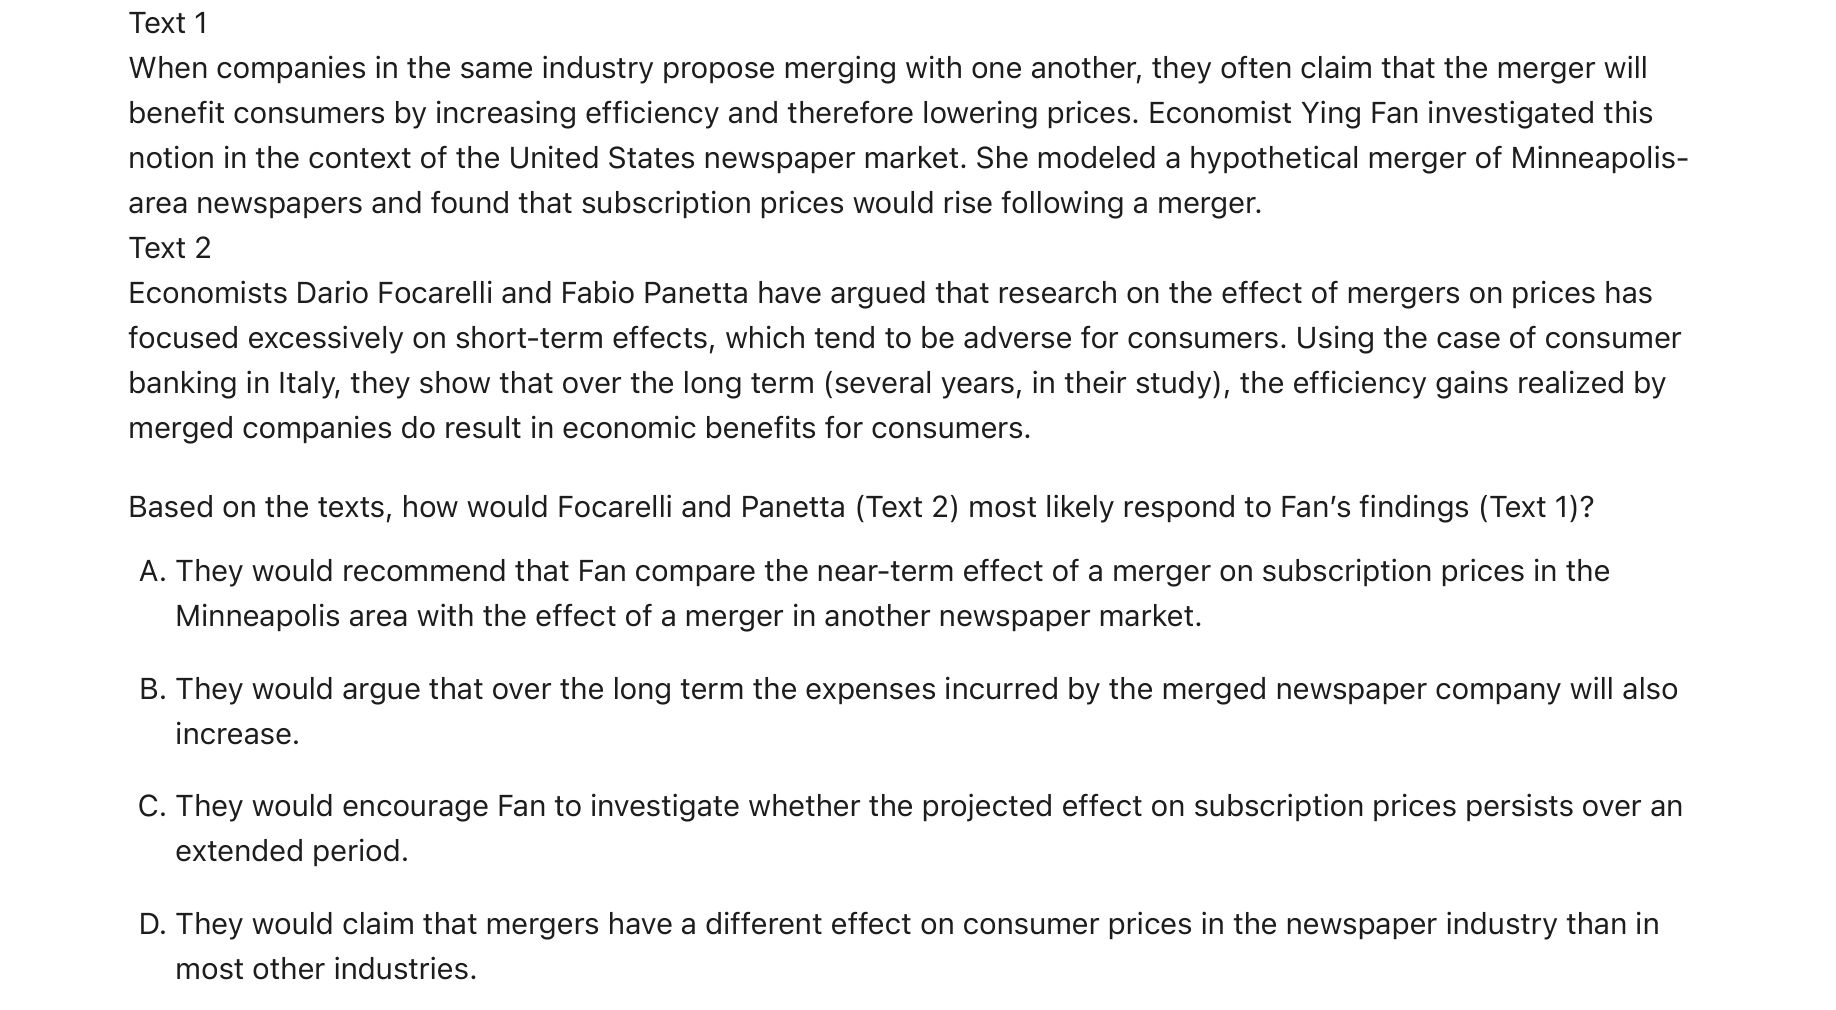 Text 1
When companies in the same industry propose merging with one another, they often claim that the merger will
benefit consumers by increasing efficiency and therefore lowering prices. Economist Ying Fan investigated this
notion in the context of the United States newspaper market. She modeled a hypothetical merger of Minneapolis-
area newspapers and found that subscription prices would rise following a merger.
Text 2
Economists Dario Focarelli and Fabio Panetta have argued that research on the effect of mergers on prices has
focused excessively on short-term effects, which tend to be adverse for consumers. Using the case of consumer
banking in Italy, they show that over the long term (several years, in their study), the efficiency gains realized by
merged companies do result in economic benefits for consumers.
Based on the texts, how would Focarelli and Panetta (Text 2) most likely respond to Fan’s findings (Text 1)?
A. They would recommend that Fan compare the near-term effect of a merger on subscription prices in the
Minneapolis area with the effect of a merger in another newspaper market.
B. They would argue that over the long term the expenses incurred by the merged newspaper company will also
increase.
C. They would encourage Fan to investigate whether the projected effect on subscription prices persists over an
extended period.
D. They would claim that mergers have a different effect on consumer prices in the newspaper industry than in
most other industries.